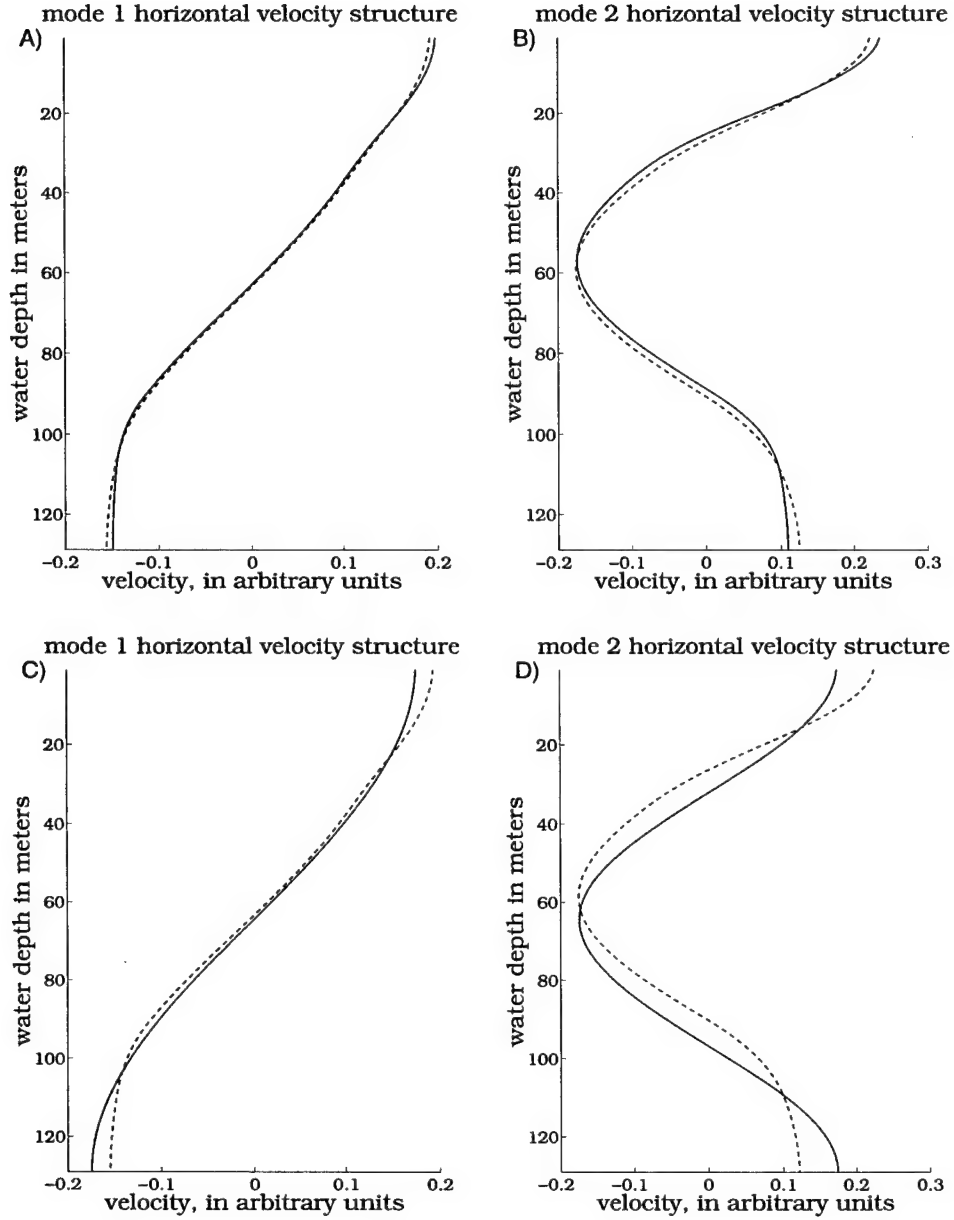 mode 1 horizontal velocity structure
A)
20
40
60
80
100
120
water depth in meters
-0.2
-0.1
0
0.1
0.2
velocity, in arbitrary units
mode 2 horizontal velocity structure
B)
20
40
60
80
100
120
water depth in meters
-0.2
-0.1
0
0.1
0.2
0.3
velocity, in arbitrary units
mode 1 horizontal velocity structure
C)
20
40
60
80
100
120
water depth in meters
-0.2
-0.1
0
0.1
0.2
velocity, in arbitrary units
mode 2 horizontal velocity structure
D)
20
40
60
80
100
120
water depth in meters
-0.2
-0.1
0
0.1
0.2
0.3
velocity, in arbitrary units